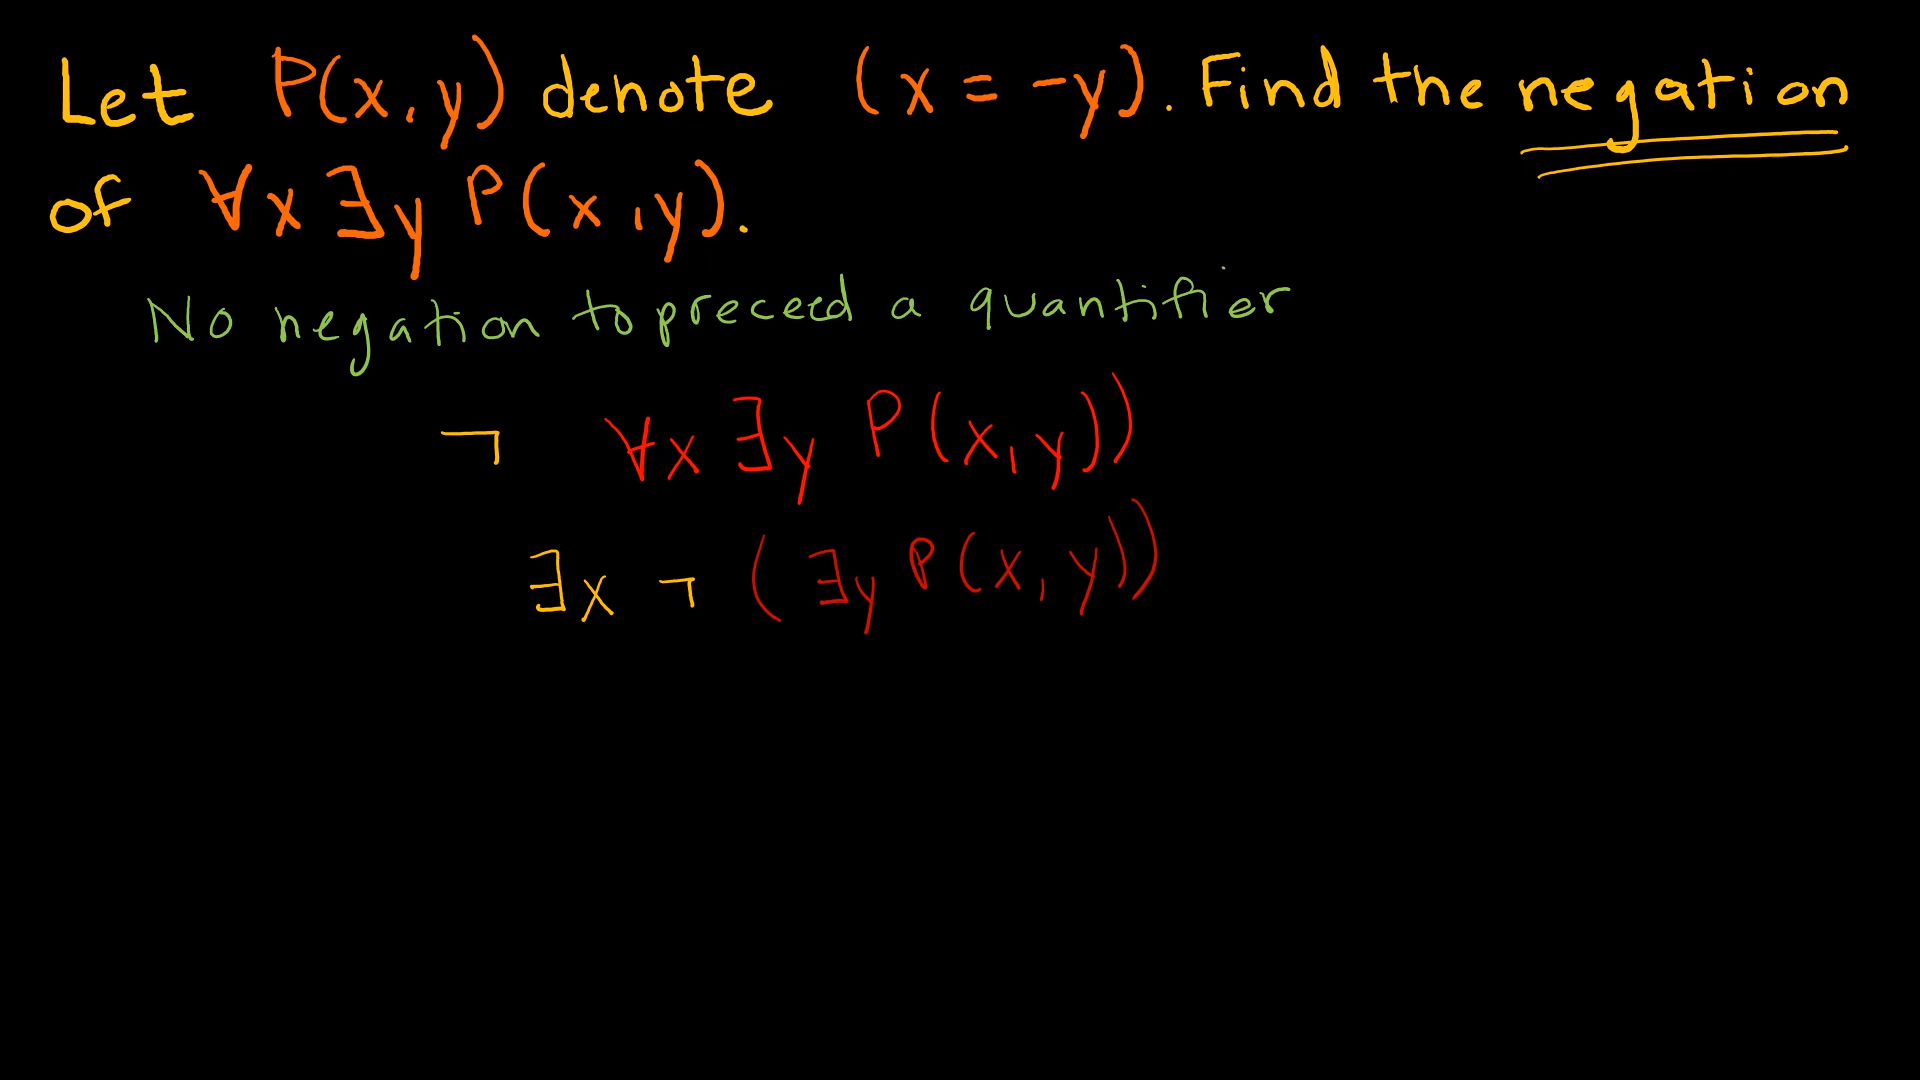 Let P(x,y) denote (x = -y). Find the negation
of ∀x ∃y P(x,y).
No negation to preceed a quantifier
¬ ∀x ∃y P(x,y))
∃x ¬ (∃y P(x,y))